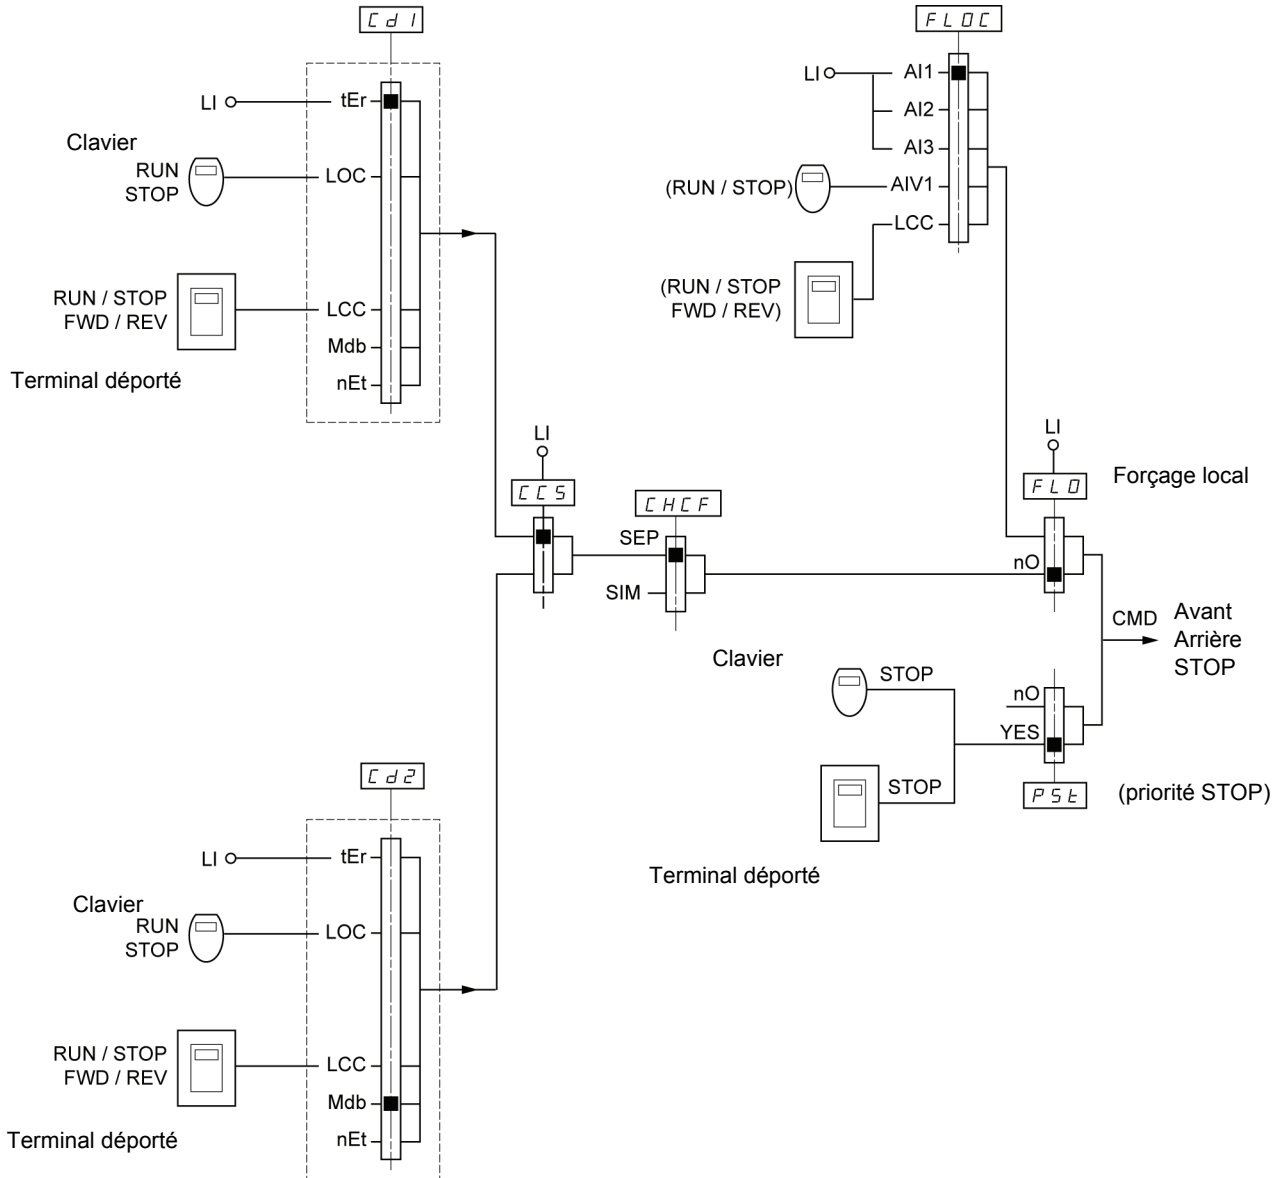 Cd1
LI
tEr
Clavier
RUN
STOP
LOC
RUN / STOP
FWD / REV
LCC
Mdb
nEt
Terminal déporté
FLOC
LI
AI1
AI2
AI3
(RUN / STOP)
AIV1
LCC
(RUN / STOP
FWD / REV)
LI
CCS
CHCF
SEP
SIM
LI
FLO
Forçage local
nO
CMD
Avant
Arrière
STOP
Clavier
STOP
STOP
Terminal déporté
nO
YES
PSt
(priorité STOP)
Cd2
LI
tEr
Clavier
RUN
STOP
LOC
RUN / STOP
FWD / REV
LCC
Mdb
nEt
Terminal déporté